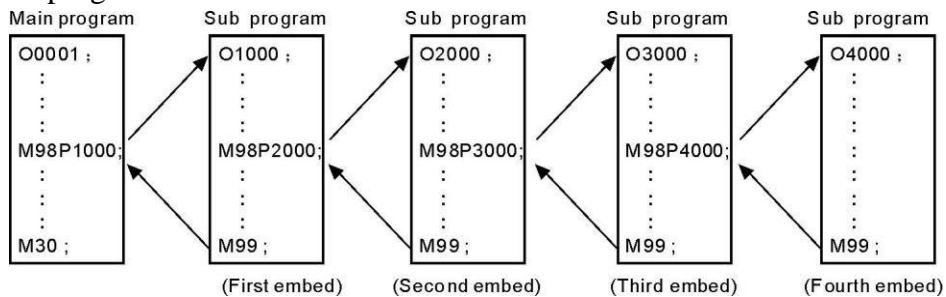 Main program
O0001 ;
:
:
:
M98P1000;
:
:
:
M30 ;
Sub program
O1000 ;
:
:
:
M98P2000;
:
:
:
M99 ;
(First embed)
Sub program
O2000 ;
:
:
:
M98P3000;
:
:
:
M99 ;
(Second embed)
Sub program
O3000 ;
:
:
:
M98P4000;
:
:
:
M99 ;
(Third embed)
Sub program
O4000 ;
:
:
:
:
:
:
M99 ;
(Fourth embed)